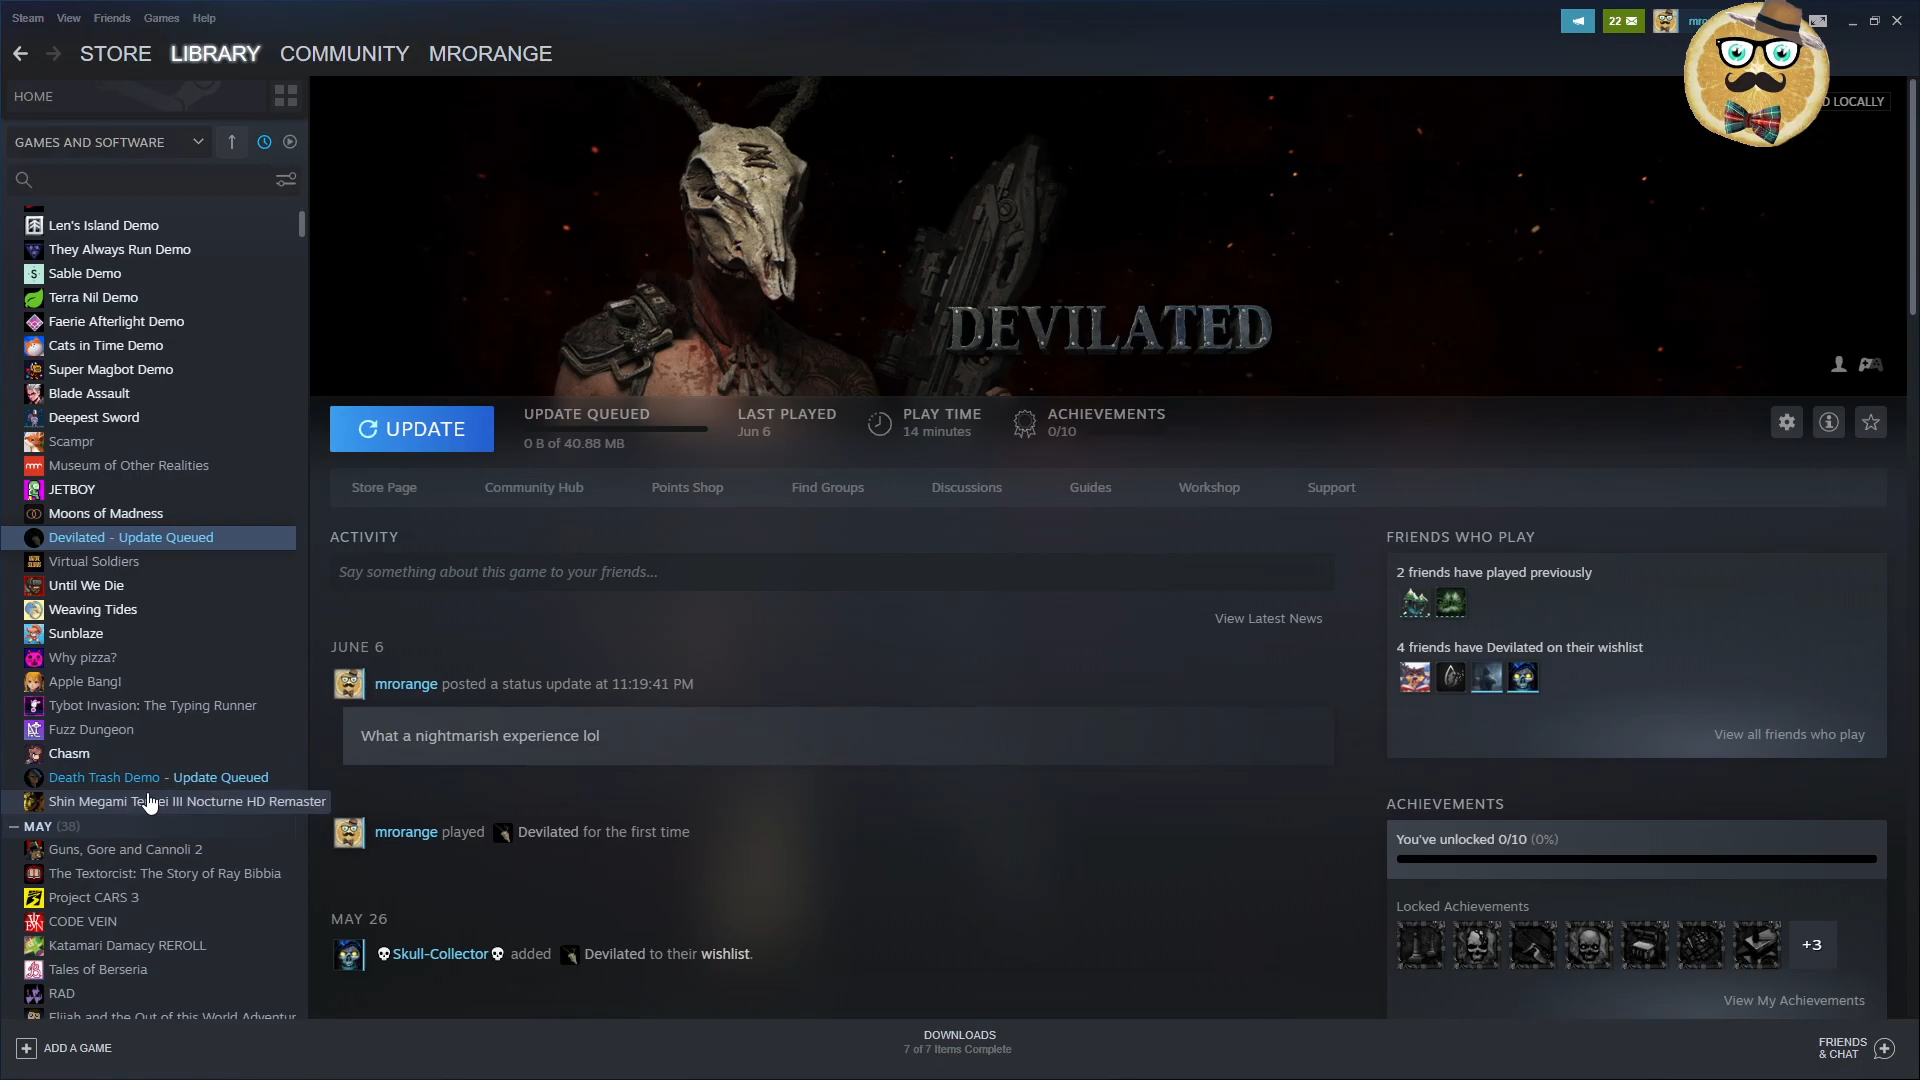 Steam View Friends Games Help
22
STORE LIBRARY COMMUNITY MRORANGE
HOME
D LOCALLY
GAMES AND SOFTWARE
Len's Island Demo
They Always Run Demo
Sable Demo
Terra Nil Demo
Faerie Afterlight Demo
Cats in Time Demo
Super Magbot Demo
Blade Assault
Deepest Sword
Scampr
Museum of Other Realities
JETBOY
Moons of Madness
Devilated - Update Queued
Virtual Soldiers
Until We Die
Weaving Tides
Sunblaze
Why pizza?
Apple Bang!
Tybot Invasion: The Typing Runner
Fuzz Dungeon
Chasm
Death Trash Demo - Update Queued
Shin Megami Tensei III Nocturne HD Remaster
MAY (38)
Guns, Gore and Cannoli 2
The Textorcist: The Story of Ray Bibbia
Project CARS 3
CODE VEIN
Katamari Damacy REROLL
Tales of Berseria
RAD
Elijah and the Out of this World Adventur
ADD A GAME
DEVILATED
UPDATE
UPDATE QUEUED
0 B of 40.88 MB
LAST PLAYED
Jun 6
PLAY TIME
14 minutes
ACHIEVEMENTS
0/10
Store Page Community Hub Points Shop Find Groups Discussions Guides Workshop Support
ACTIVITY
Say something about this game to your friends...
View Latest News
JUNE 6
mrorange posted a status update at 11:19:41 PM
What a nightmarish experience lol
mrorange played Devilated for the first time
MAY 26
Skull-Collector added Devilated to their wishlist.
FRIENDS WHO PLAY
2 friends have played previously
4 friends have Devilated on their wishlist
View all friends who play
ACHIEVEMENTS
You've unlocked 0/10 (0%)
Locked Achievements
+3
View My Achievements
DOWNLOADS
7 of 7 Items Complete
FRIENDS
& CHAT